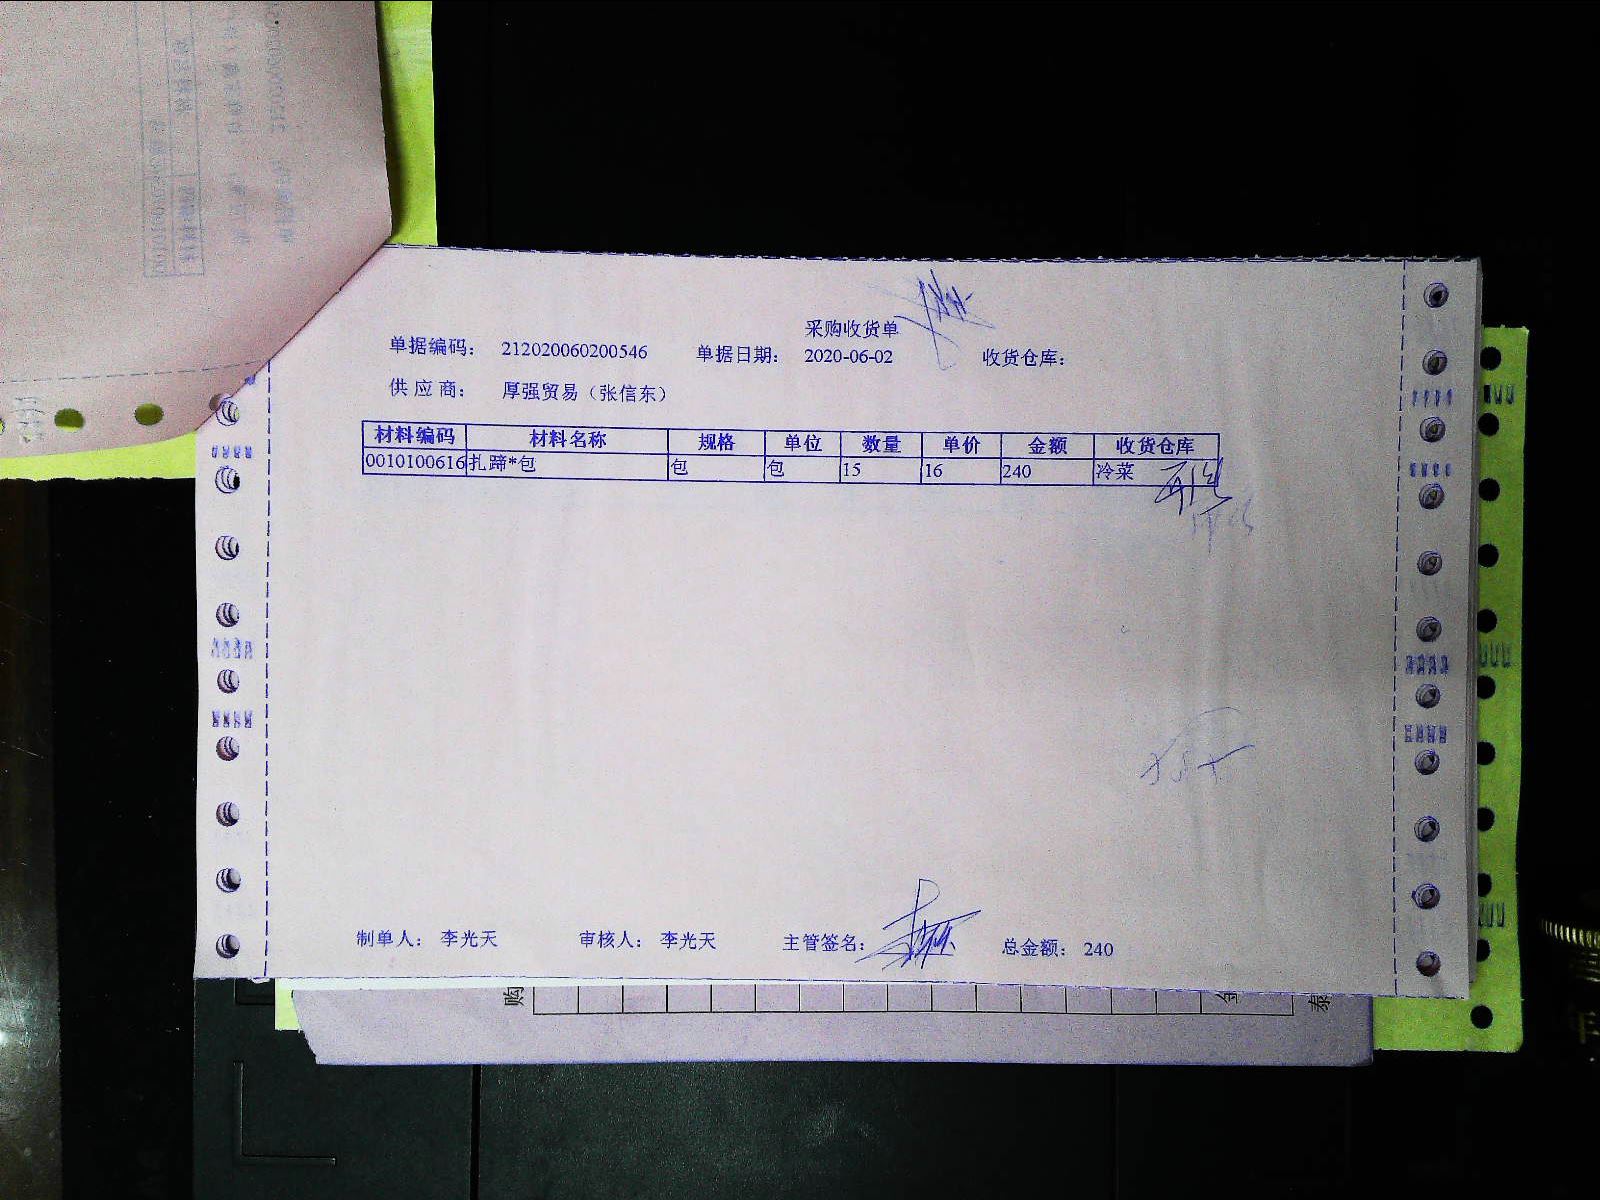 采购收货单
单据编码： 212020060200546 单据日期： 2020-06-02 收货仓库：
供 应 商： 厚强贸易（张信东）
材料编码 材料名称 规格 单位 数量 单价 金额 收货仓库
0010100616 扎蹄*包 包 包 15 16 240 冷菜
制单人： 李光天 审核人： 李光天 主管签名： 总金额： 240
购 金 泰